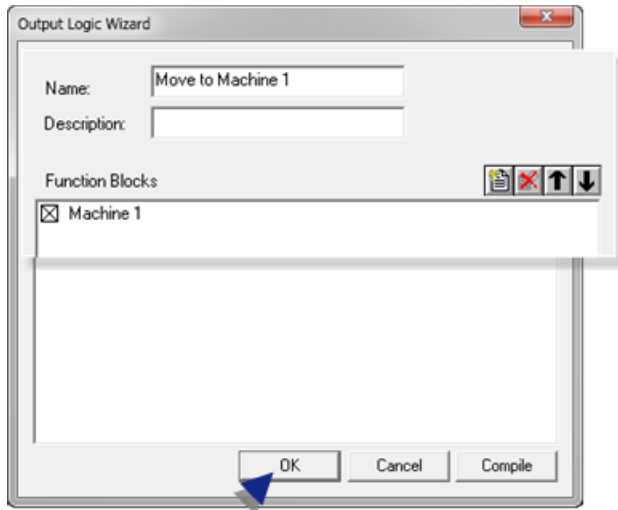 Output Logic Wizard
Name: Move to Machine 1
Description:
Function Blocks
Machine 1
OK Cancel Compile